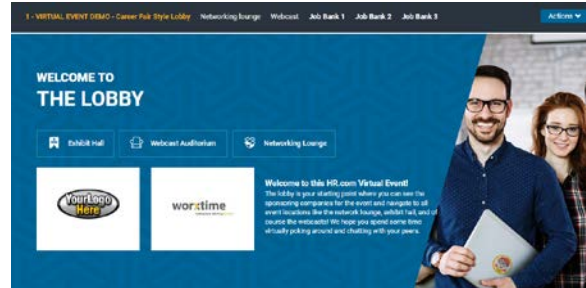 1 - VIRTUAL EVENT DEMO - Career Fair Style Lobby Networking lounge Webcast Job Bank 1 Job Bank 2 Job Bank 3 Actions
WELCOME TO
THE LOBBY
Exhibit Hall Webcast Auditorium Networking Lounge
YourLogo
Here
worxtime
Welcome to this HR.com Virtual Event!
The lobby is your starting point where you can see the
sponsoring companies for the event and navigate to all
event locations like the network lounge, exhibit hall, and of
course the webcasts! We hope you spend some time
virtually poking around and chatting with your peers.